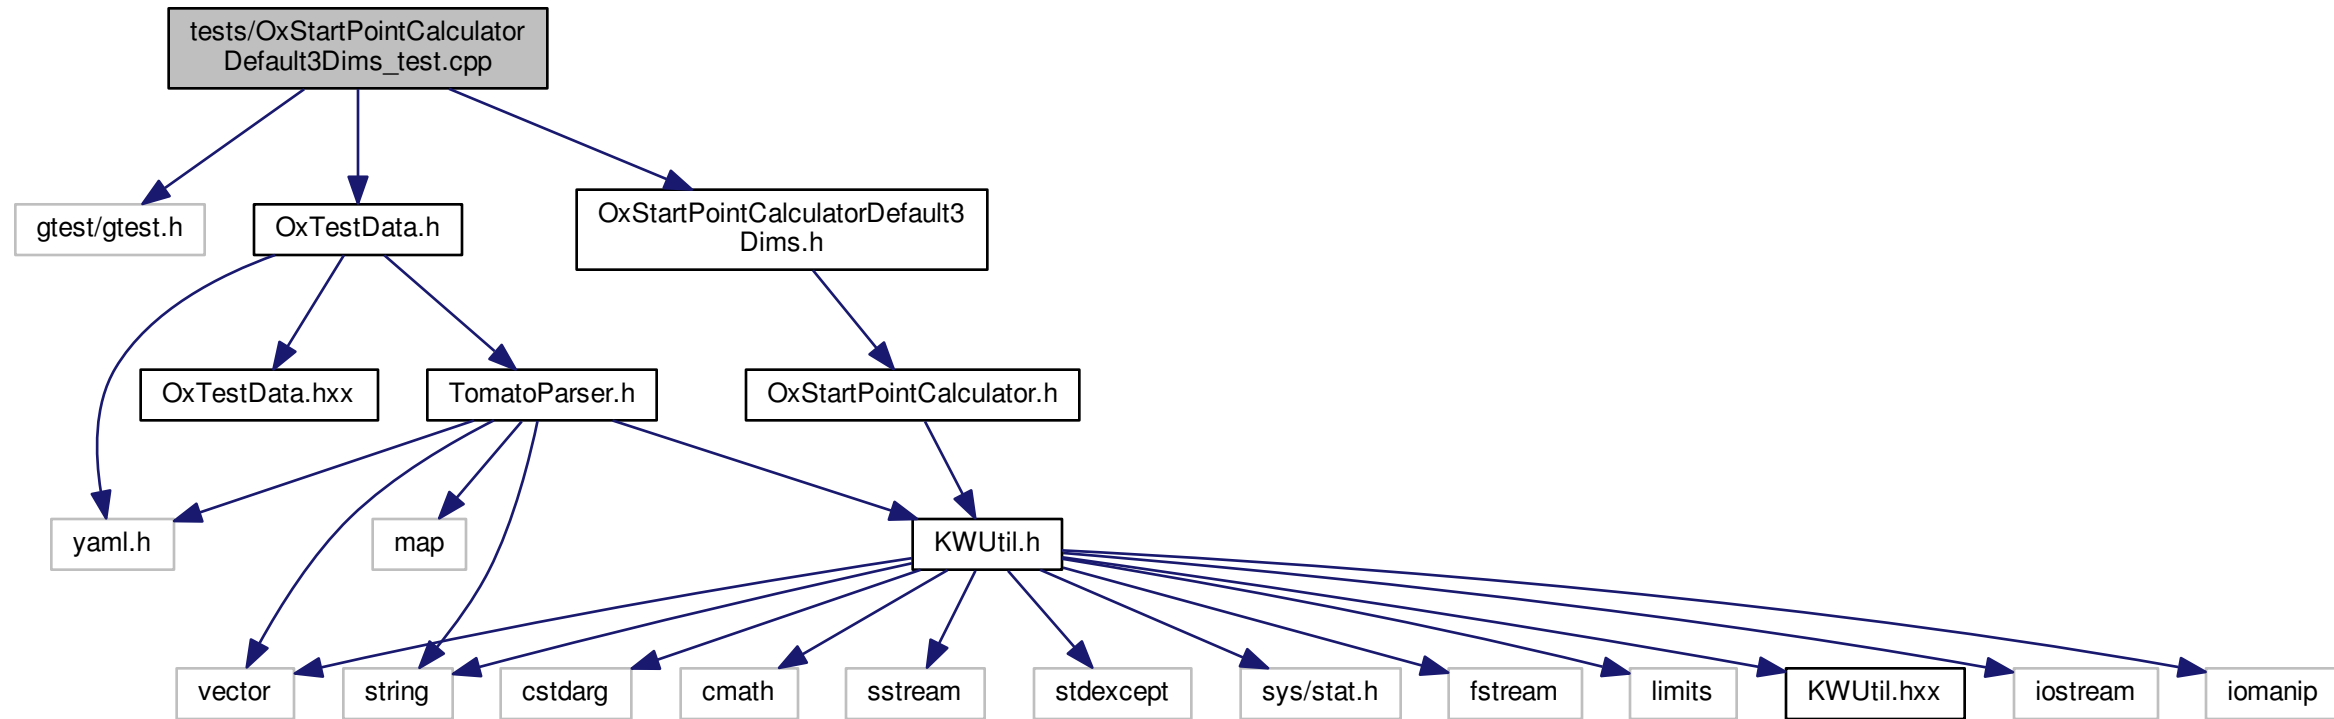 tests/OxStartPointCalculator
Default3Dims_test.cpp
gtest/gtest.h
OxTestData.h
OxStartPointCalculatorDefault3
Dims.h
OxTestData.hxx
TomatoParser.h
OxStartPointCalculator.h
yaml.h
map
KWUtil.h
vector
string
cstdarg
cmath
sstream
stdexcept
sys/stat.h
fstream
limits
KWUtil.hxx
iostream
iomanip